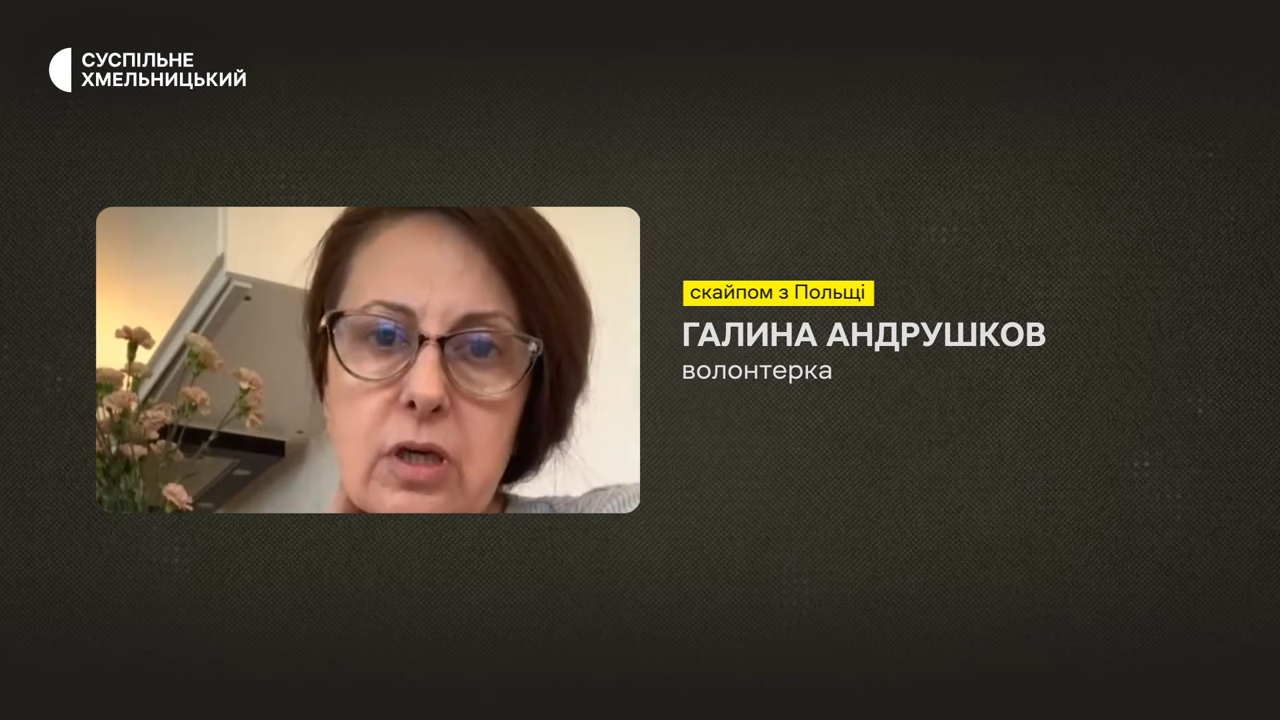 СУСПІЛЬНЕ
ХМЕЛЬНИЦЬКИЙ
скайпом з Польщі
ГАЛИНА АНДРУШКОВ
волонтерка